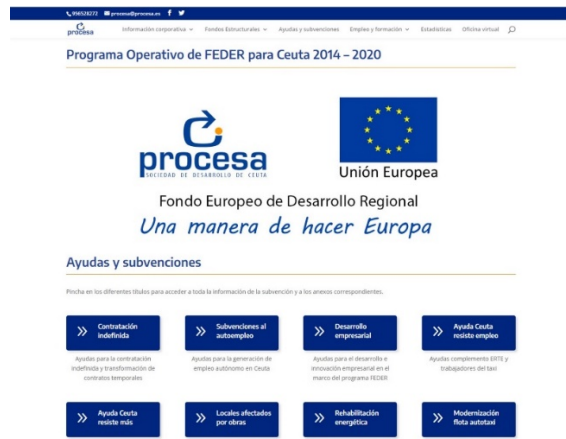 956528272 procesa@procesa.es
procesa Información corporativa Fondos Estructurales Ayudas y subvenciones Empleo y formación Estadísticas Oficina virtual
Programa Operativo de FEDER para Ceuta 2014 – 2020
procesa
SOCIEDAD DE DESARROLLO DE CEUTA
Unión Europea
Fondo Europeo de Desarrollo Regional
Una manera de hacer Europa
Ayudas y subvenciones
Pincha en los diferentes títulos para acceder a toda la información de la subvención y a los anexos correspondientes.
Contratación
indefinida
Ayudas para la contratación
indefinida y transformación de
contratos temporales
Subvenciones al
autoempleo
Ayudas para la generación de
empleo autónomo en Ceuta
Desarrollo
empresarial
Ayudas para el desarrollo e
innovación empresarial en el
marco del programa FEDER
Ayuda Ceuta
resiste empleo
Ayudas complemento ERTE y
trabajadores del taxi
Ayuda Ceuta
resiste más
Locales afectados
por obras
Rehabilitación
energética
Modernización
flota autotaxi